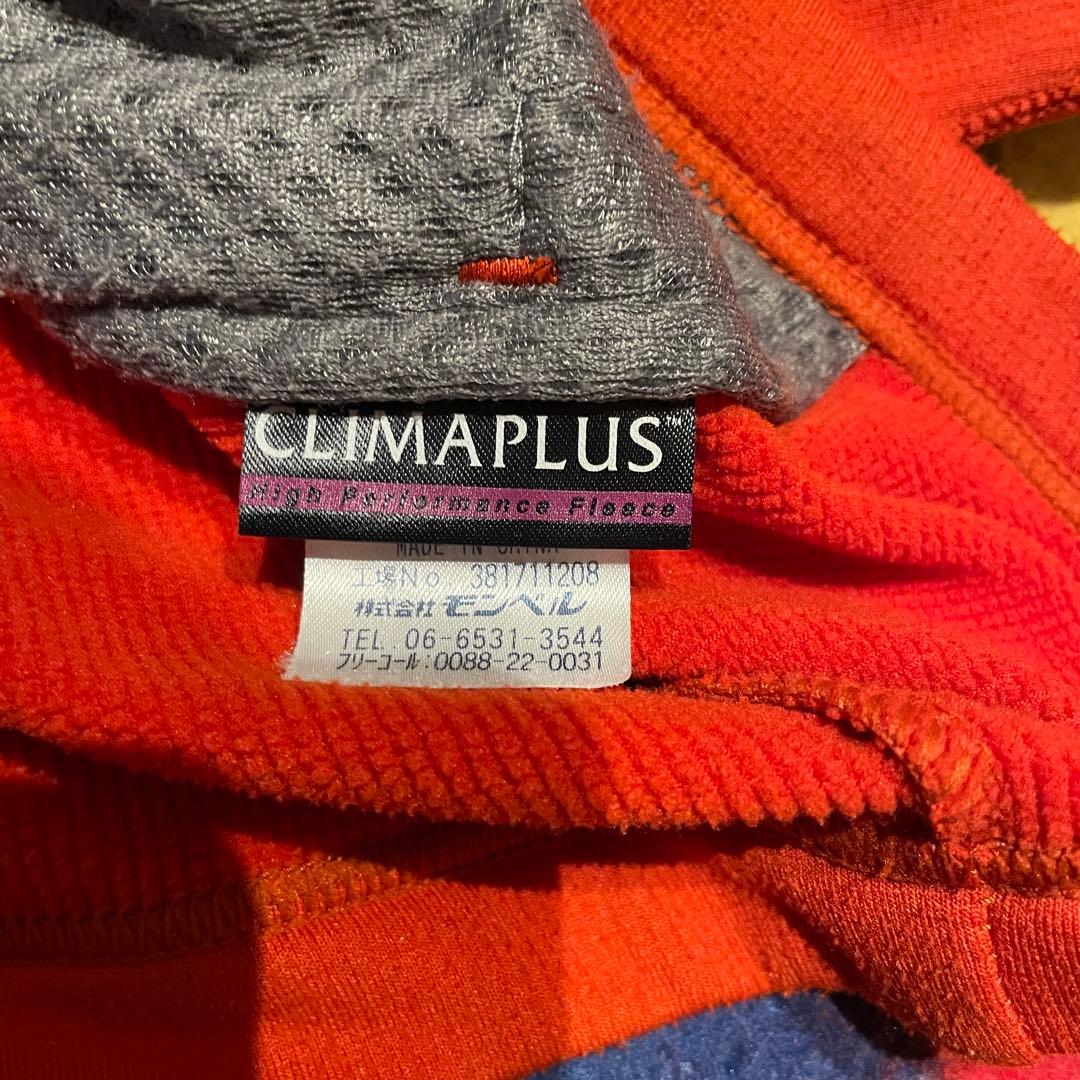 CLIMAPLUS™
High Performance Fleece
MADE IN CHINA
工場No. 381711208
株式会社 モンベル
TEL 06-6531-3544
フリーコール:0088-22-0031